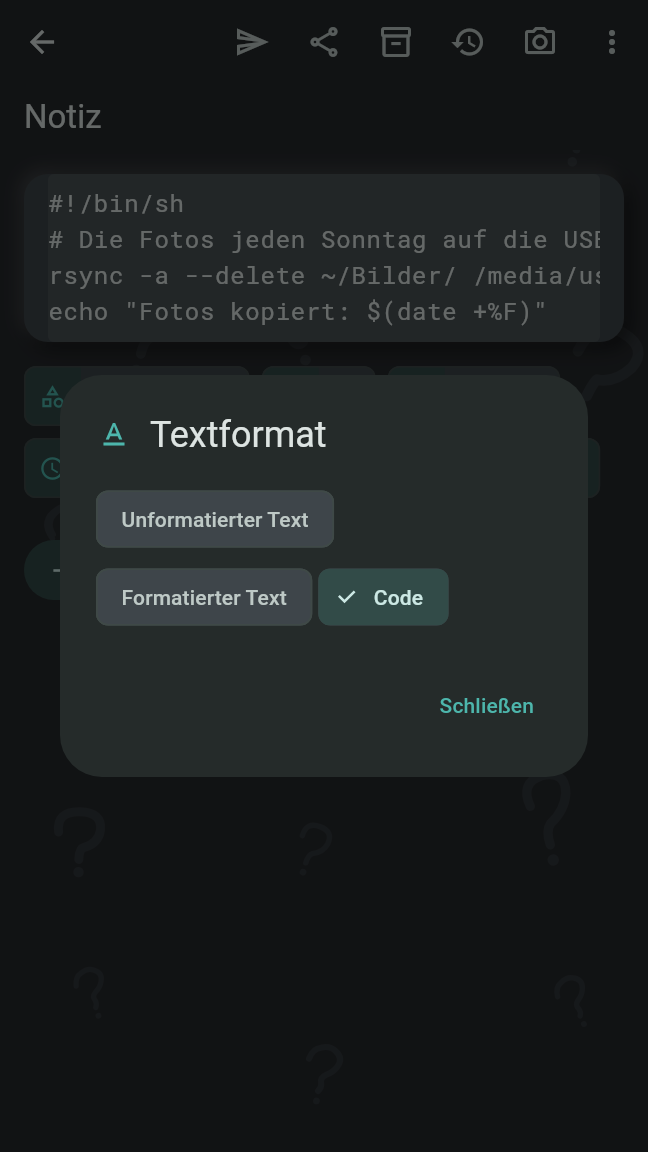 Notiz
#!/bin/sh
# Die Fotos jeden Sonntag auf die USB
rsync -a --delete ~/Bilder/ /media/us
echo "Fotos kopiert: $(date +%F)"
Textformat
Unformatierter Text
Formatierter Text
Code
Schließen